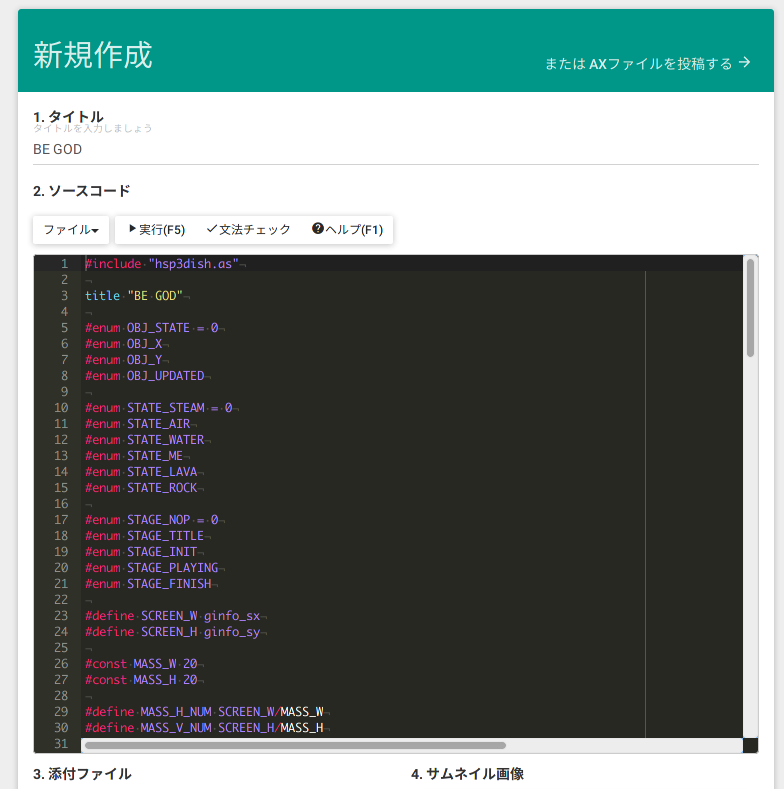 新規作成
または AXファイルを投稿する →
1. タイトル
タイトルを入力しましょう
BE GOD
2. ソースコード
ファイル▾ ▶実行(F5) ✓文法チェック ?ヘルプ(F1)
1 #include "hsp3dish.as"¬
2 ¬
3 title "BE GOD"¬
4 ¬
5 #enum OBJ_STATE = 0¬
6 #enum OBJ_X¬
7 #enum OBJ_Y¬
8 #enum OBJ_UPDATED¬
9 ¬
10 #enum STATE_STEAM = 0¬
11 #enum STATE_AIR¬
12 #enum STATE_WATER¬
13 #enum STATE_ME¬
14 #enum STATE_LAVA¬
15 #enum STATE_ROCK¬
16 ¬
17 #enum STAGE_NOP = 0¬
18 #enum STAGE_TITLE¬
19 #enum STAGE_INIT¬
20 #enum STAGE_PLAYING¬
21 #enum STAGE_FINISH¬
22 ¬
23 #define SCREEN_W ginfo_sx¬
24 #define SCREEN_H ginfo_sy¬
25 ¬
26 #const MASS_W 20¬
27 #const MASS_H 20¬
28 ¬
29 #define MASS_H_NUM SCREEN_W/MASS_W¬
30 #define MASS_V_NUM SCREEN_H/MASS_H¬
31
3. 添付ファイル
4. サムネイル画像